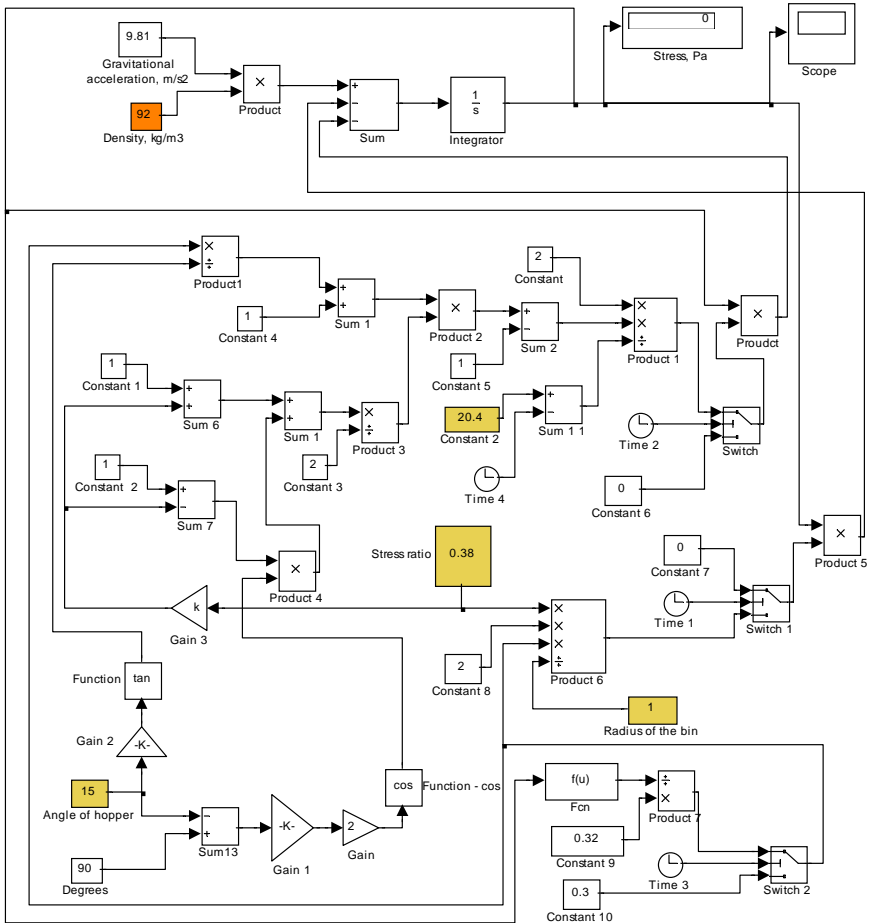 0
Stress, Pa
Scope
9.81
Gravitational
acceleration, m/s2
×
Product
92
Density, kg/m3
+
−
−
Sum
1
s
Integrator
×
÷
Product1
1
Constant 4
+
+
Sum 1
×
Product 2
2
Constant
+
−
Sum 2
1
Constant 5
×
×
÷
Product 1
×
Proudct
1
Constant 1
+
+
Sum 6
+
+
Sum 1
×
÷
Product 3
2
Constant 3
20.4
Constant 2
+
−
Sum 1 1
Time 4
Time 2
Switch
0
Constant 6
1
Constant 2
+
−
Sum 7
×
Product 4
Stress ratio
0.38
×
Product 5
0
Constant 7
Time 1
Switch 1
k
Gain 3
×
×
×
÷
Product 6
2
Constant 8
1
Radius of the bin
Function
tan
Gain 2
-K-
15
Angle of hopper
−
+
Sum13
90
Degrees
-K-
Gain 1
2
Gain
cos
Function - cos
f(u)
Fcn
÷
×
Product 7
0.32
Constant 9
Time 3
Switch 2
0.3
Constant 10